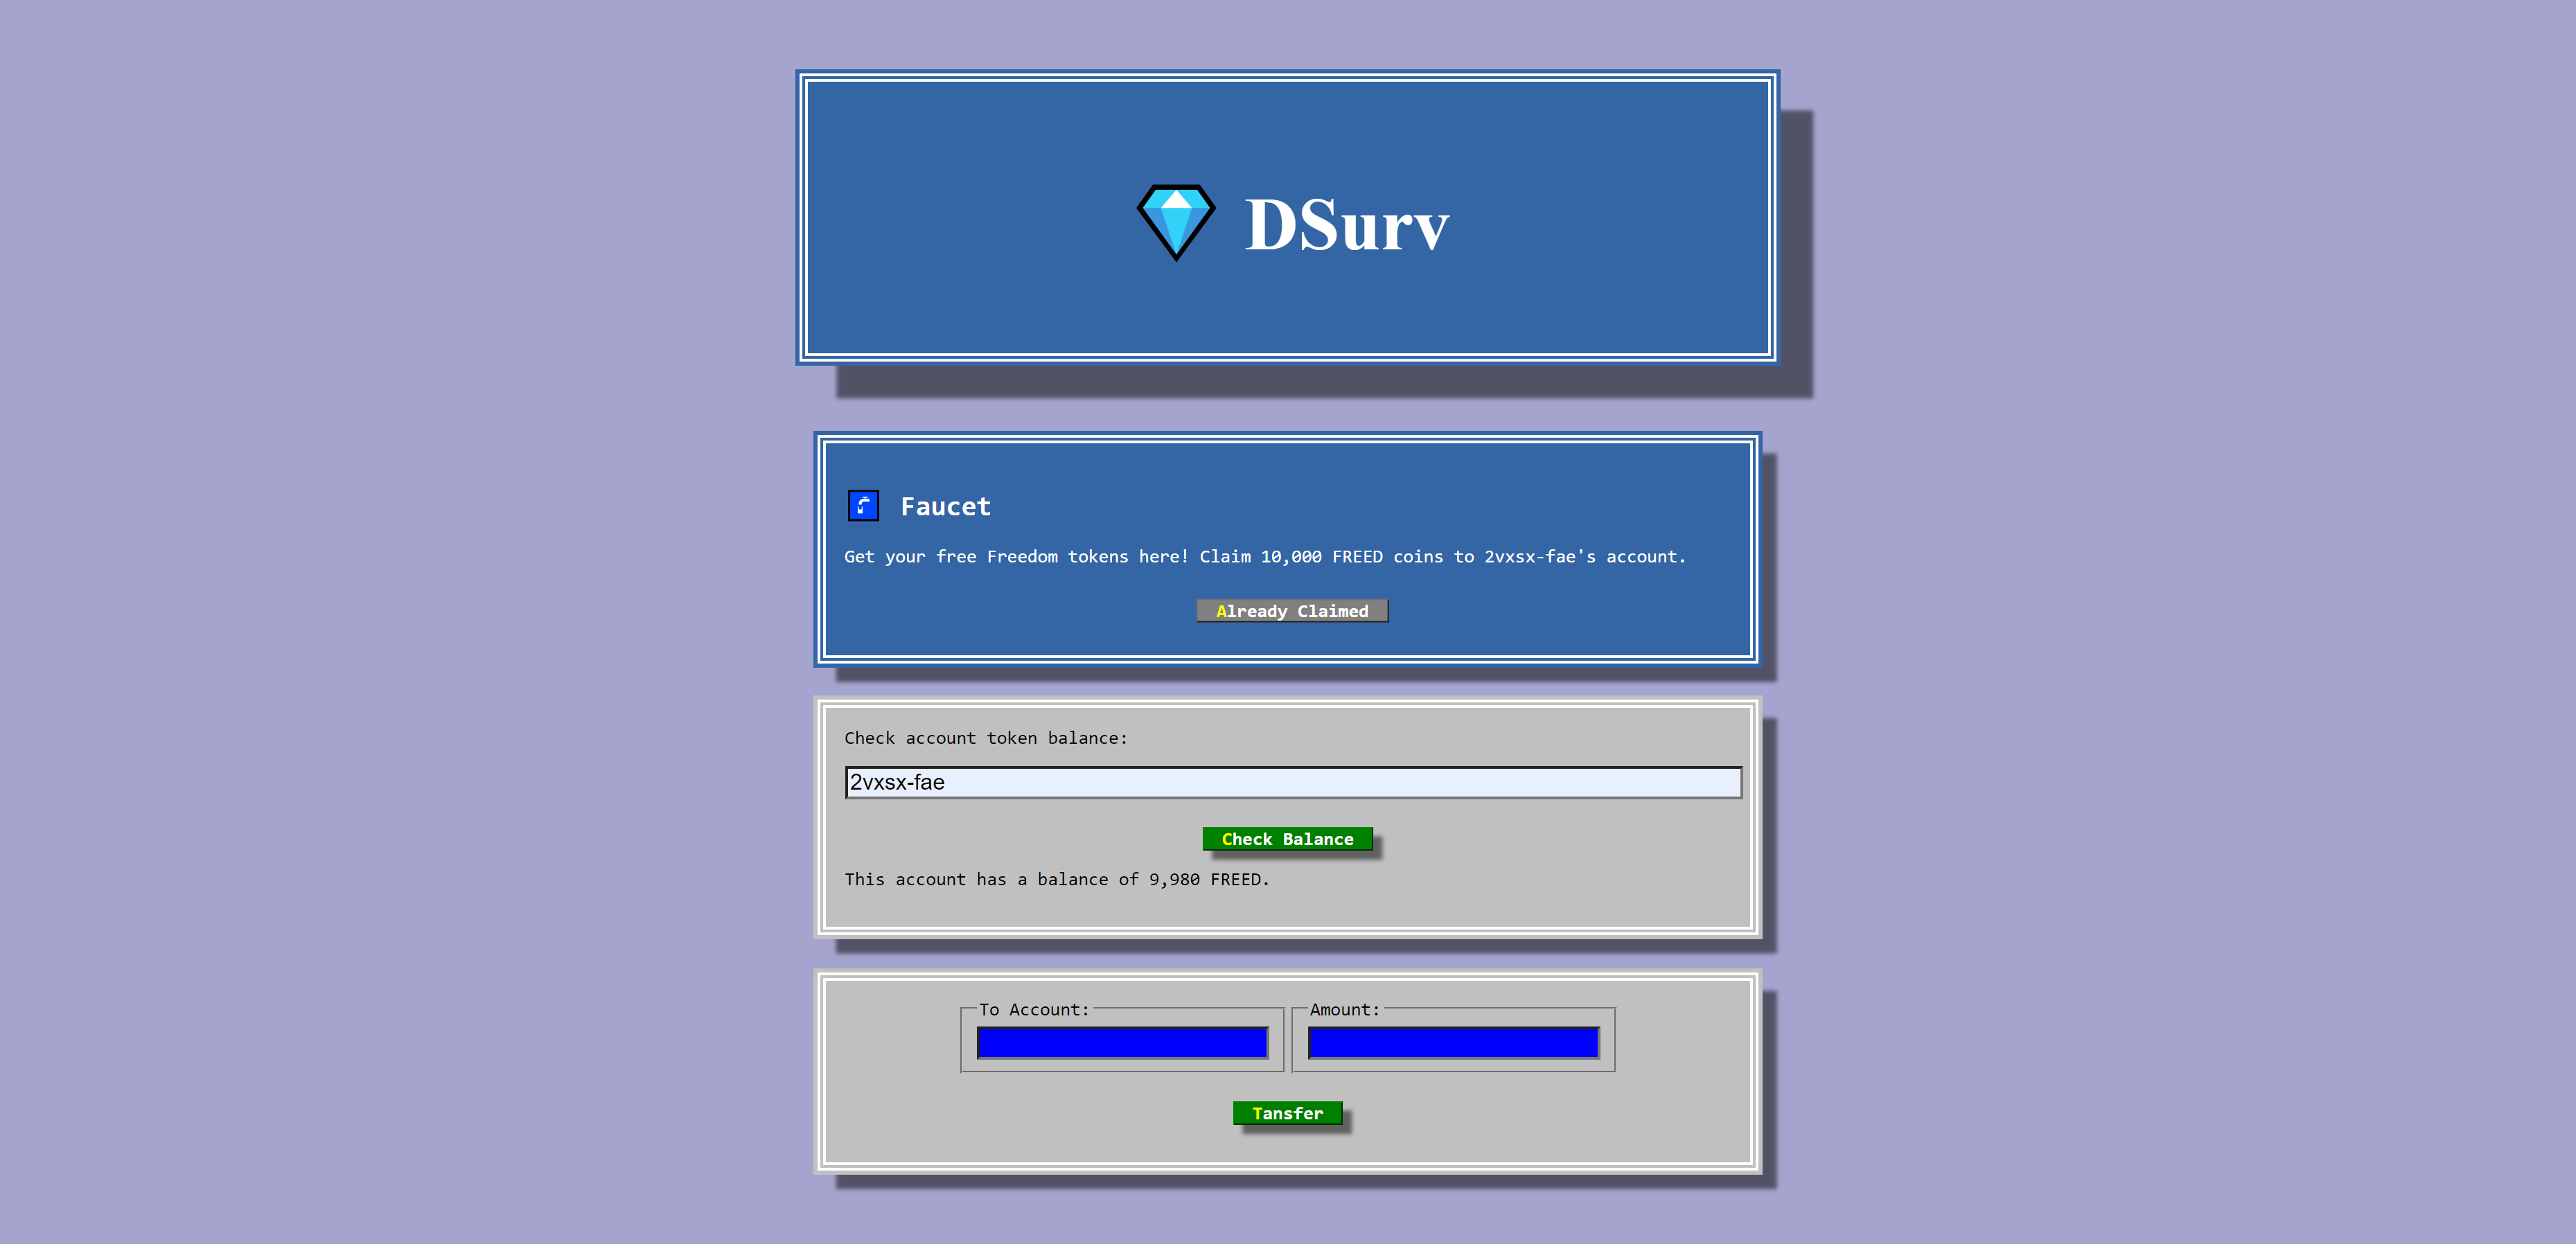 DSurv
Faucet
Get your free Freedom tokens here! Claim 10,000 FREED coins to 2vxsx-fae's account.
Already Claimed
Check account token balance:
2vxsx-fae
Check Balance
This account has a balance of 9,980 FREED.
To Account: Amount:
Tansfer